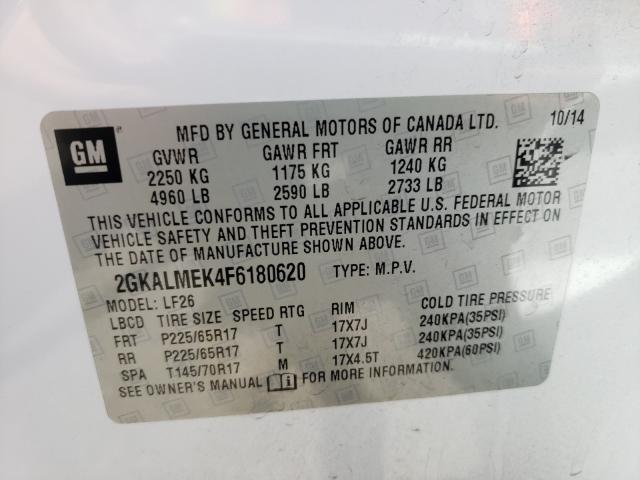 GM
MFD BY GENERAL MOTORS OF CANADA LTD. 10/14
GVWR GAWR FRT GAWR RR
2250 KG 1175 KG 1240 KG
4960 LB 2590 LB 2733 LB
THIS VEHICLE CONFORMS TO ALL APPLICABLE U.S. FEDERAL MOTOR
VEHICLE SAFETY AND THEFT PREVENTION STANDARDS IN EFFECT ON
THE DATE OF MANUFACTURE SHOWN ABOVE.
2GKALMEK4F6180620 TYPE: M.P.V.
MODEL: LF26
LBCD TIRE SIZE SPEED RTG RIM COLD TIRE PRESSURE
FRT P225/65R17 T 17X7J 240KPA(35PSI)
RR P225/65R17 T 17X7J 240KPA(35PSI)
SPA T145/70R17 M 17X4.5T 420KPA(60PSI)
SEE OWNER'S MANUAL FOR MORE INFORMATION.